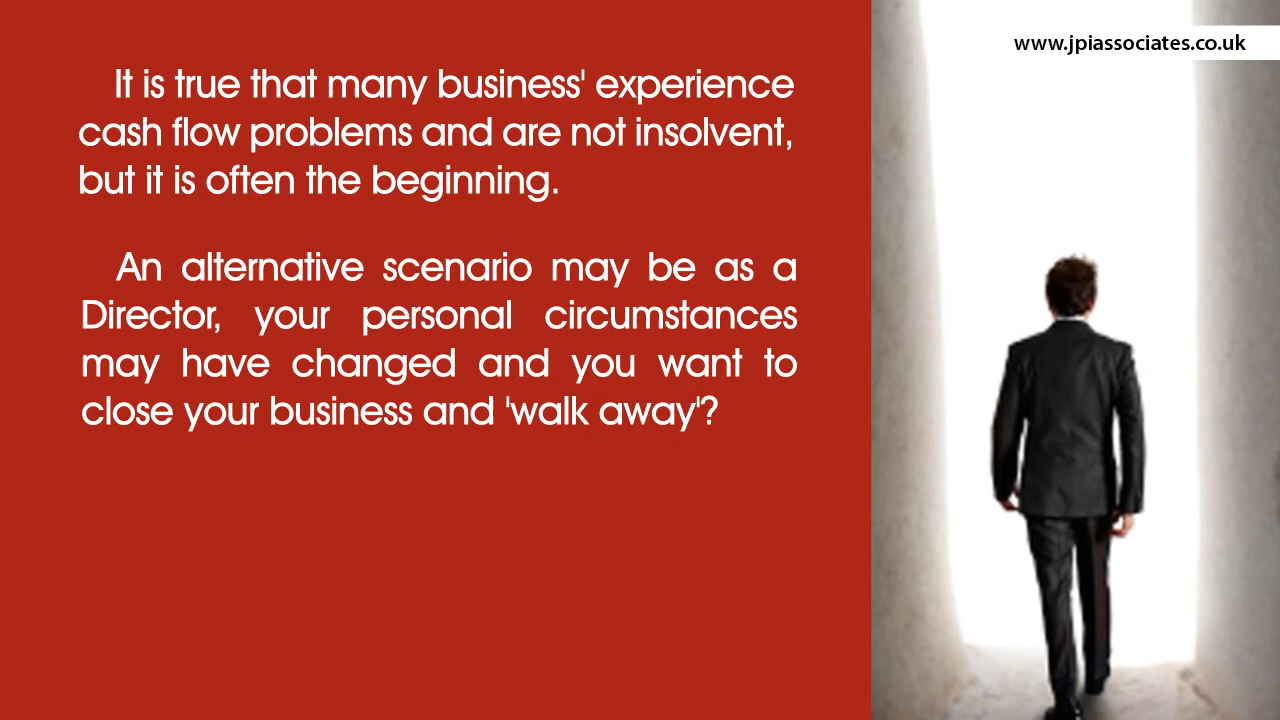 www.jpiassociates.co.uk
It is true that many business' experience
cash flow problems and are not insolvent,
but it is often the beginning.
An alternative scenario may be as a
Director, your personal circumstances
may have changed and you want to
close your business and 'walk away'?